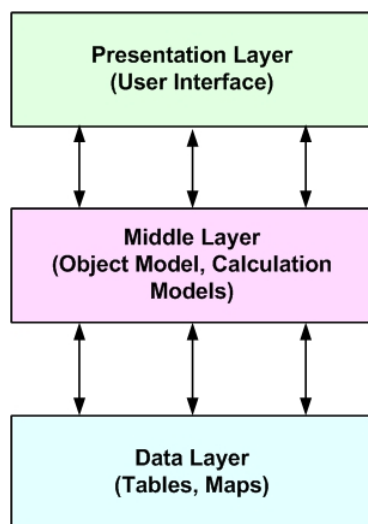 Presentation Layer
(User Interface)
Middle Layer
(Object Model, Calculation
Models)
Data Layer
(Tables, Maps)